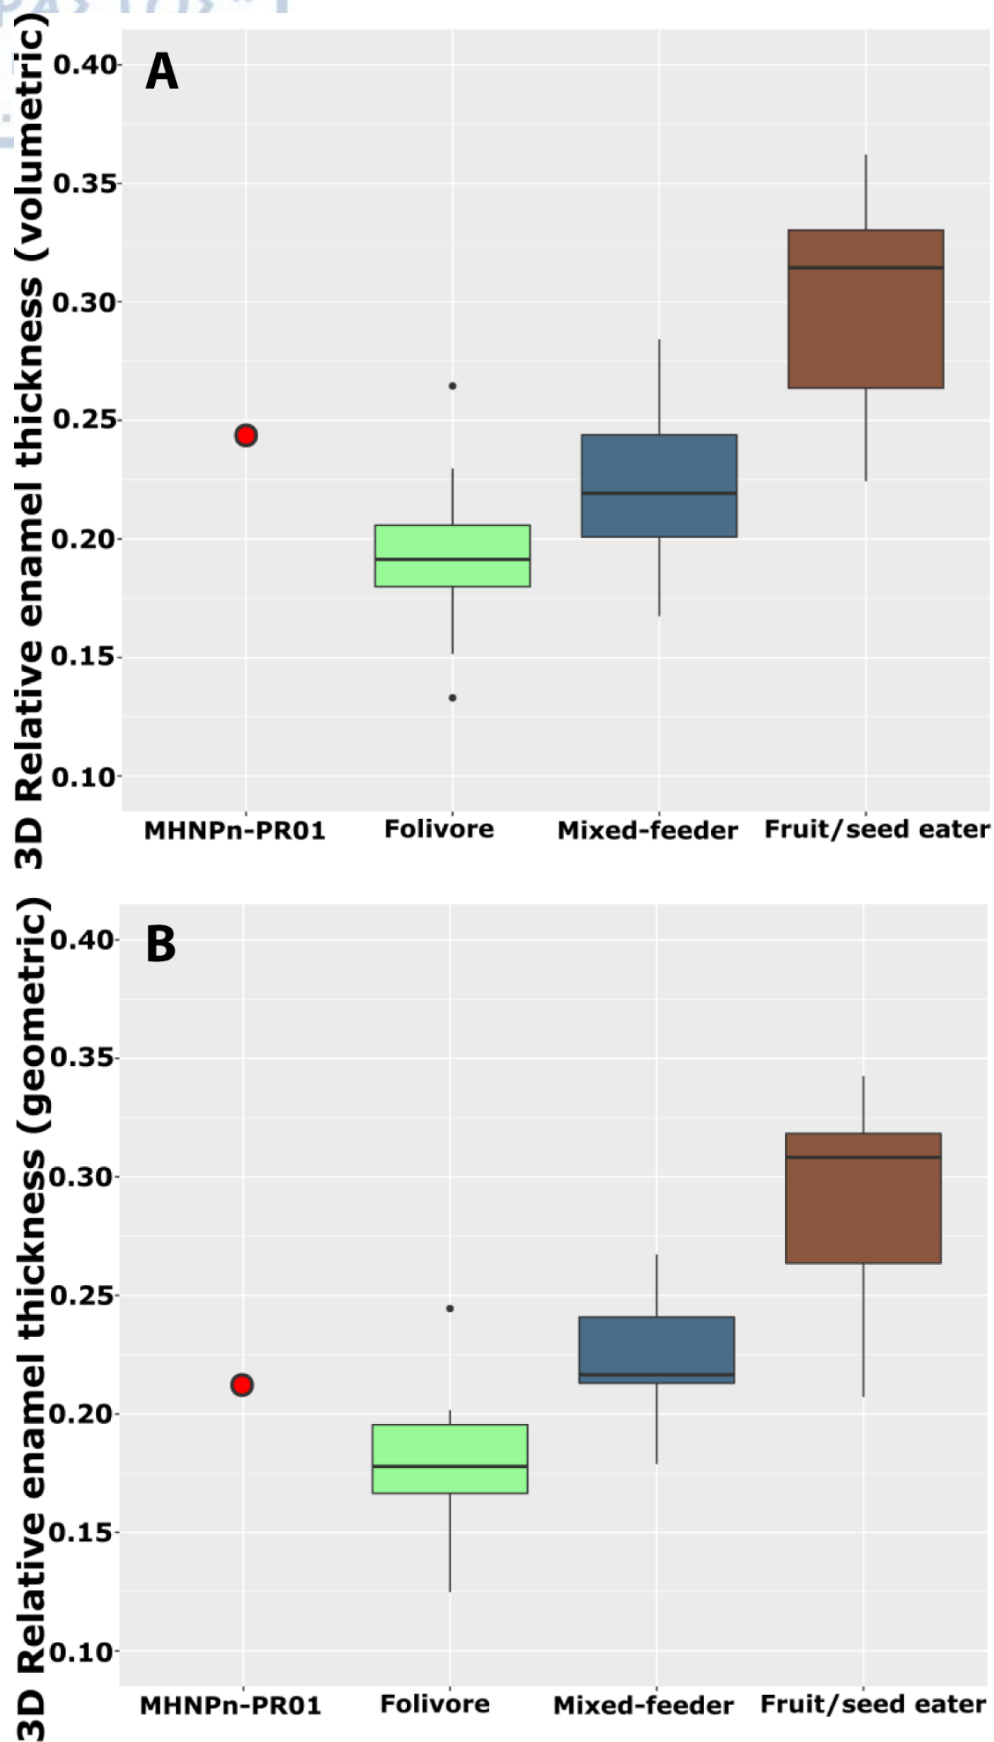 A
3D Relative enamel thickness (volumetric)
0.40
0.35
0.30
0.25
0.20
0.15
0.10
MHNPn-PR01 Folivore Mixed-feeder Fruit/seed eater
B
3D Relative enamel thickness (geometric)
0.40
0.35
0.30
0.25
0.20
0.15
0.10
MHNPn-PR01 Folivore Mixed-feeder Fruit/seed eater